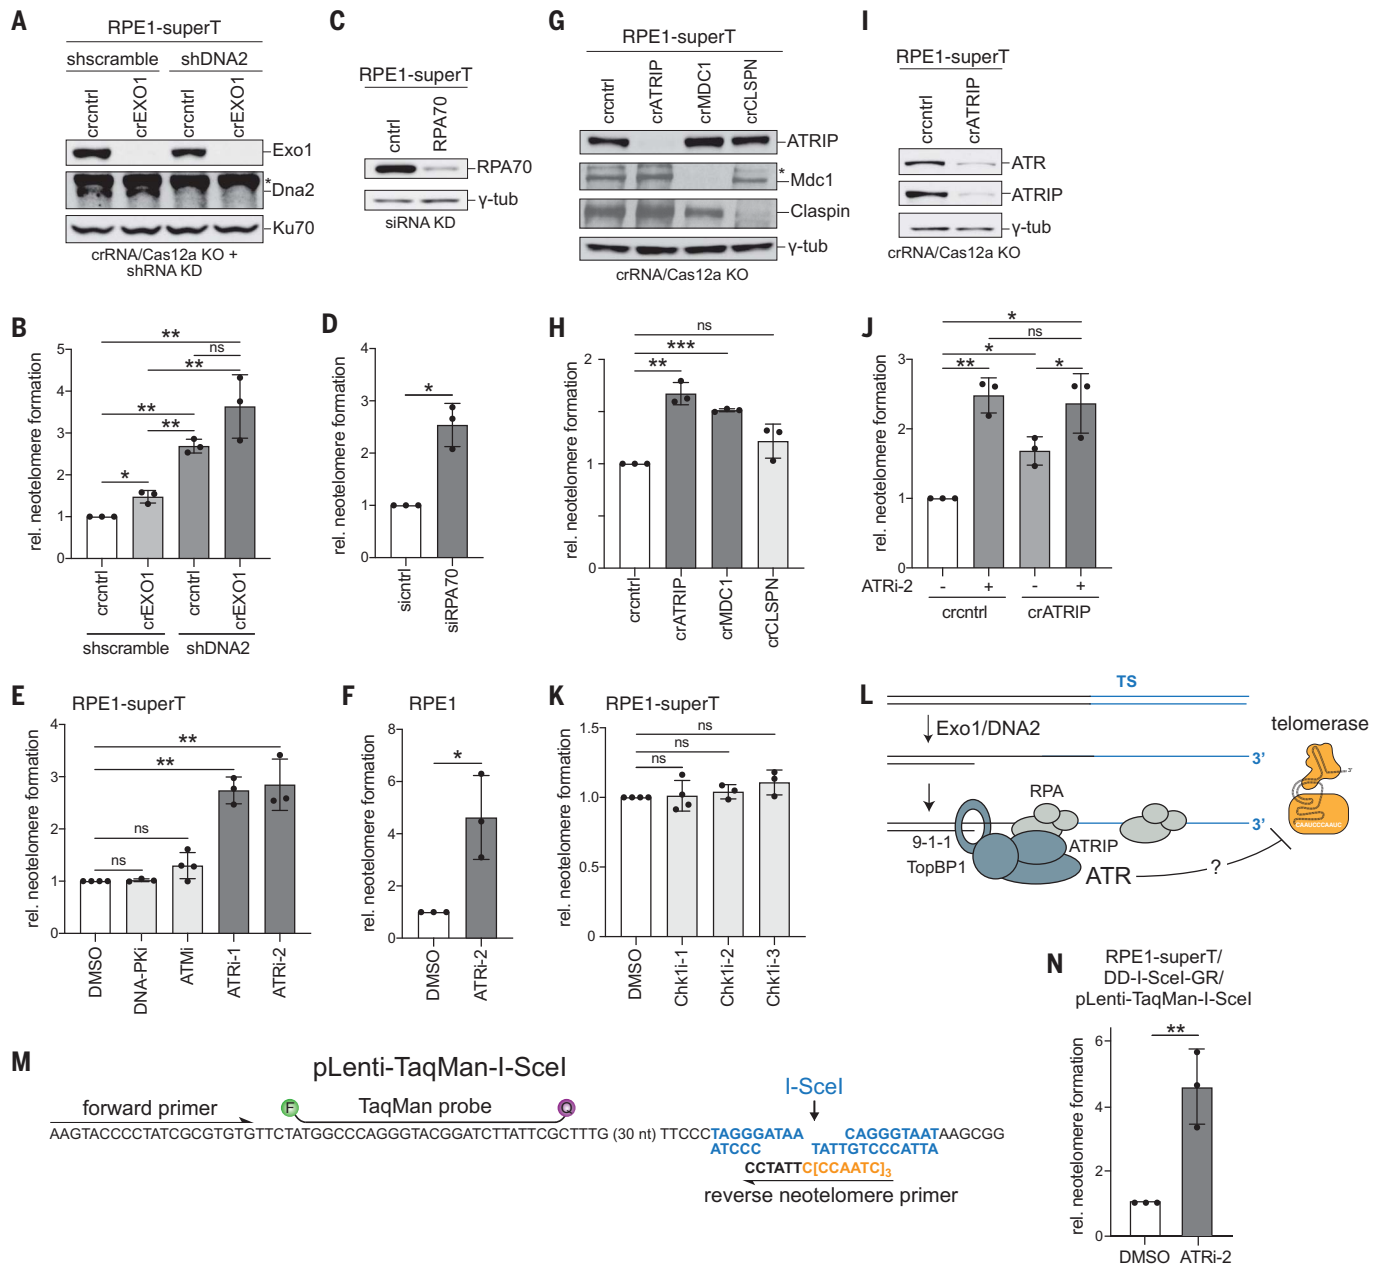 A
RPE1-superT
shscramble shDNA2
crcntrl
crEXO1
crcntrl
crEXO1
Exo1
*
Dna2
Ku70
crRNA/Cas12a KO +
shRNA KD
C
RPE1-superT
cntrl
RPA70
RPA70
γ-tub
siRNA KD
G
RPE1-superT
crcntrl
crATRIP
crMDC1
crCLSPN
ATRIP
*
Mdc1
Claspin
γ-tub
crRNA/Cas12a KO
I
RPE1-superT
crcntrl
crATRIP
ATR
ATRIP
γ-tub
crRNA/Cas12a KO
B
rel. neotelomere formation
5
4
3
2
1
0
**
ns
**
**
**
*
crcntrl
crEXO1
crcntrl
crEXO1
shscramble shDNA2
D
rel. neotelomere formation
4
3
2
1
0
*
sicntrl
siRPA70
H
rel. neotelomere formation
2
1
0
ns
***
**
crcntrl
crATRIP
crMDC1
crCLSPN
J
rel. neotelomere formation
3
2
1
0
*
ns
*
** *
ATRi-2 - + - +
crcntrl crATRIP
E
RPE1-superT
rel. neotelomere formation
4
3
2
1
0
**
**
ns
ns
DMSO
DNA-PKi
ATMi
ATRi-1
ATRi-2
F
RPE1
rel. neotelomere formation
8
6
4
2
0
*
DMSO
ATRi-2
K
RPE1-superT
rel. neotelomere formation
1.5
1.0
0.5
0
ns
ns
ns
DMSO
Chk1i-1
Chk1i-2
Chk1i-3
L
TS
Exo1/DNA2
3’
telomerase
3'
CAAUCCCAAUC
RPA
3’
9-1-1
ATRIP
TopBP1
ATR
?
M
pLenti-TaqMan-I-SceI
I-SceI
forward primer F TaqMan probe Q
AAGTACCCCTATCGCGTGTGTTCTATGGCCCAGGGTACGGATCTTATTCGCTTTG (30 nt) TTCCCTAGGGATAA CAGGGTAATAAGCGG
ATCCC TATTGTCCCATTA
CCTATTC[CCAATC]3
reverse neotelomere primer
N
RPE1-superT/
DD-I-SceI-GR/
pLenti-TaqMan-I-SceI
rel. neotelomere formation
6
4
2
0
**
DMSO ATRi-2